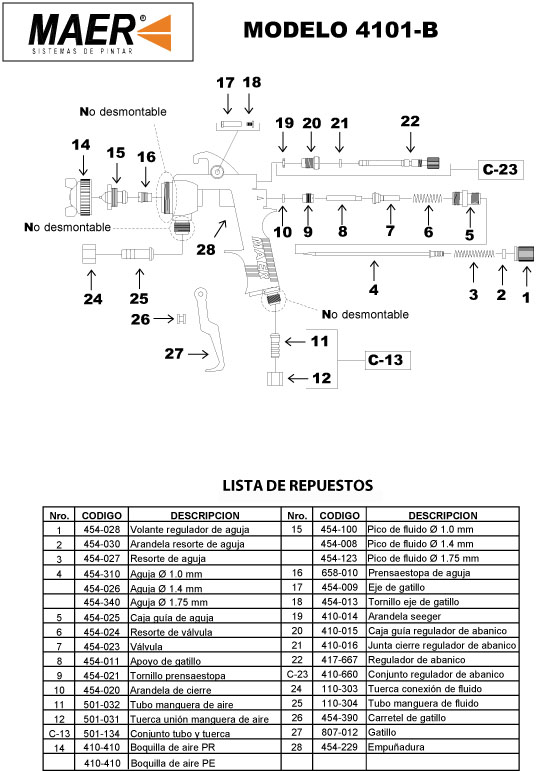 MAER
SISTEMAS DE PINTAR
MODELO 4101-B
17 18
No desmontable
19 20 21 22
C-23
14 15 16
10 9 8 7 6 5
No desmontable
28
24 25
4 3 2 1
No desmontable
26
27
11
C-13
12
MAER
LISTA DE REPUESTOS
Nro. CODIGO DESCRIPCION Nro. CODIGO DESCRIPCION
1 454-028 Volante regulador de aguja 15 454-100 Pico de fluido Ø 1.0 mm
2 454-030 Arandela resorte de aguja 454-008 Pico de fluido Ø 1.4 mm
3 454-027 Resorte de aguja 454-123 Pico de fluido Ø 1.75 mm
4 454-310 Aguja Ø 1.0 mm 16 658-010 Prensaestopa de aguja
454-026 Aguja Ø 1.4 mm 17 454-009 Eje de gatillo
454-340 Aguja Ø 1.75 mm 18 454-013 Tornillo eje de gatillo
5 454-025 Caja guía de aguja 19 410-014 Arandela seeger
6 454-024 Resorte de válvula 20 410-015 Caja guía regulador de abanico
7 454-023 Válvula 21 410-016 Junta cierre regulador de abanico
8 454-011 Apoyo de gatillo 22 417-667 Regulador de abanico
9 454-021 Tornillo prensaestopa C-23 410-660 Conjunto regulador de abanico
10 454-020 Arandela de cierre 24 110-303 Tuerca conexión de fluido
11 501-032 Tubo manguera de aire 25 110-304 Tubo manguera de fluido
12 501-031 Tuerca unión manguera de aire 26 454-390 Carretel de gatillo
C-13 501-134 Conjunto tubo y tuerca 27 807-012 Gatillo
14 410-410 Boquilla de aire PR 28 454-229 Empuñadura
410-410 Boquilla de aire PE